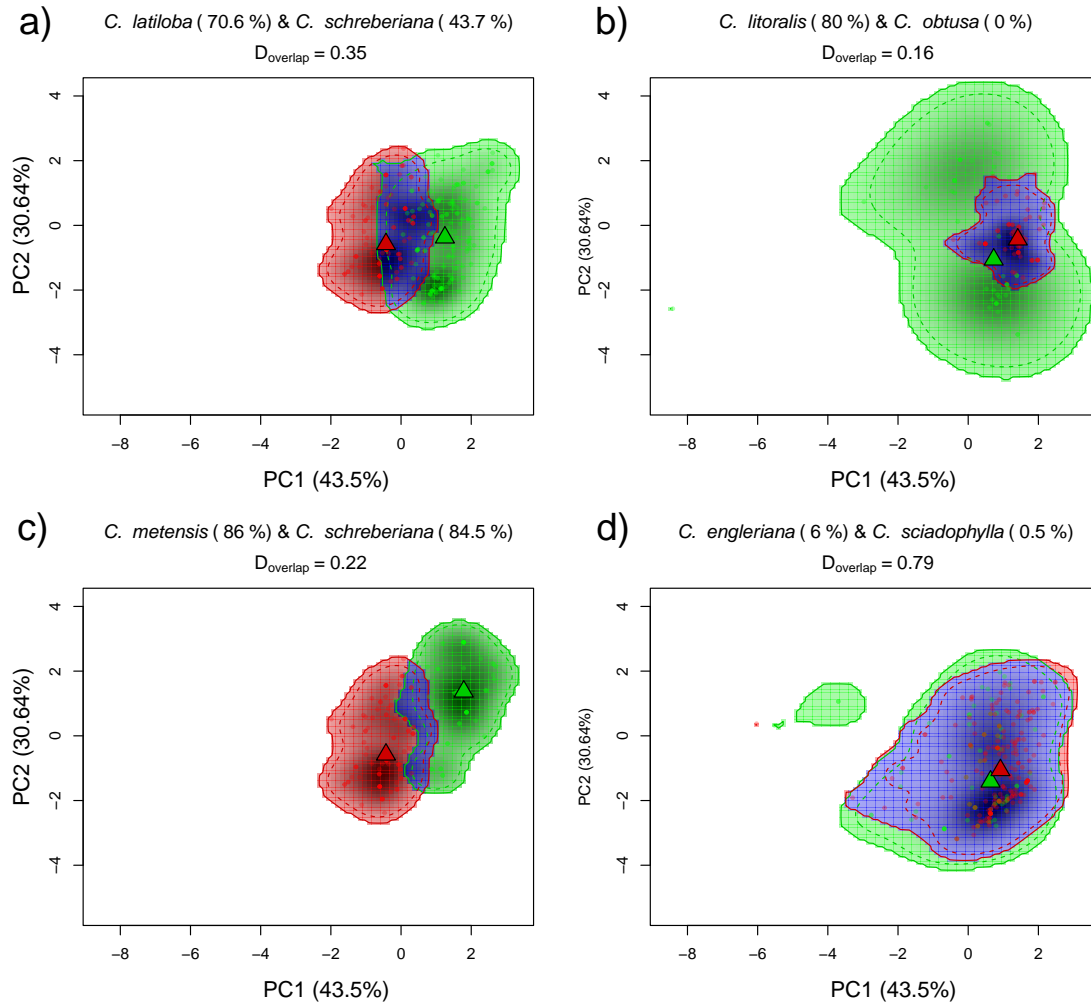 a)
C. latiloba ( 70.6 %) & C. schreberiana ( 43.7 %)
D overlap = 0.35
PC2 (30.64%)
4
2
0
−2
−4
−8
−6
−4
−2
0
2
PC1 (43.5%)
b)
C. litoralis ( 80 %) & C. obtusa ( 0 %)
D overlap = 0.16
PC2 (30.64%)
4
2
0
−2
−4
−8
−6
−4
−2
0
2
PC1 (43.5%)
c)
C. metensis ( 86 %) & C. schreberiana ( 84.5 %)
D overlap = 0.22
PC2 (30.64%)
4
2
0
−2
−4
−8
−6
−4
−2
0
2
PC1 (43.5%)
d)
C. engleriana ( 6 %) & C. sciadophylla ( 0.5 %)
D overlap = 0.79
PC2 (30.64%)
4
2
0
−2
−4
−8
−6
−4
−2
0
2
PC1 (43.5%)